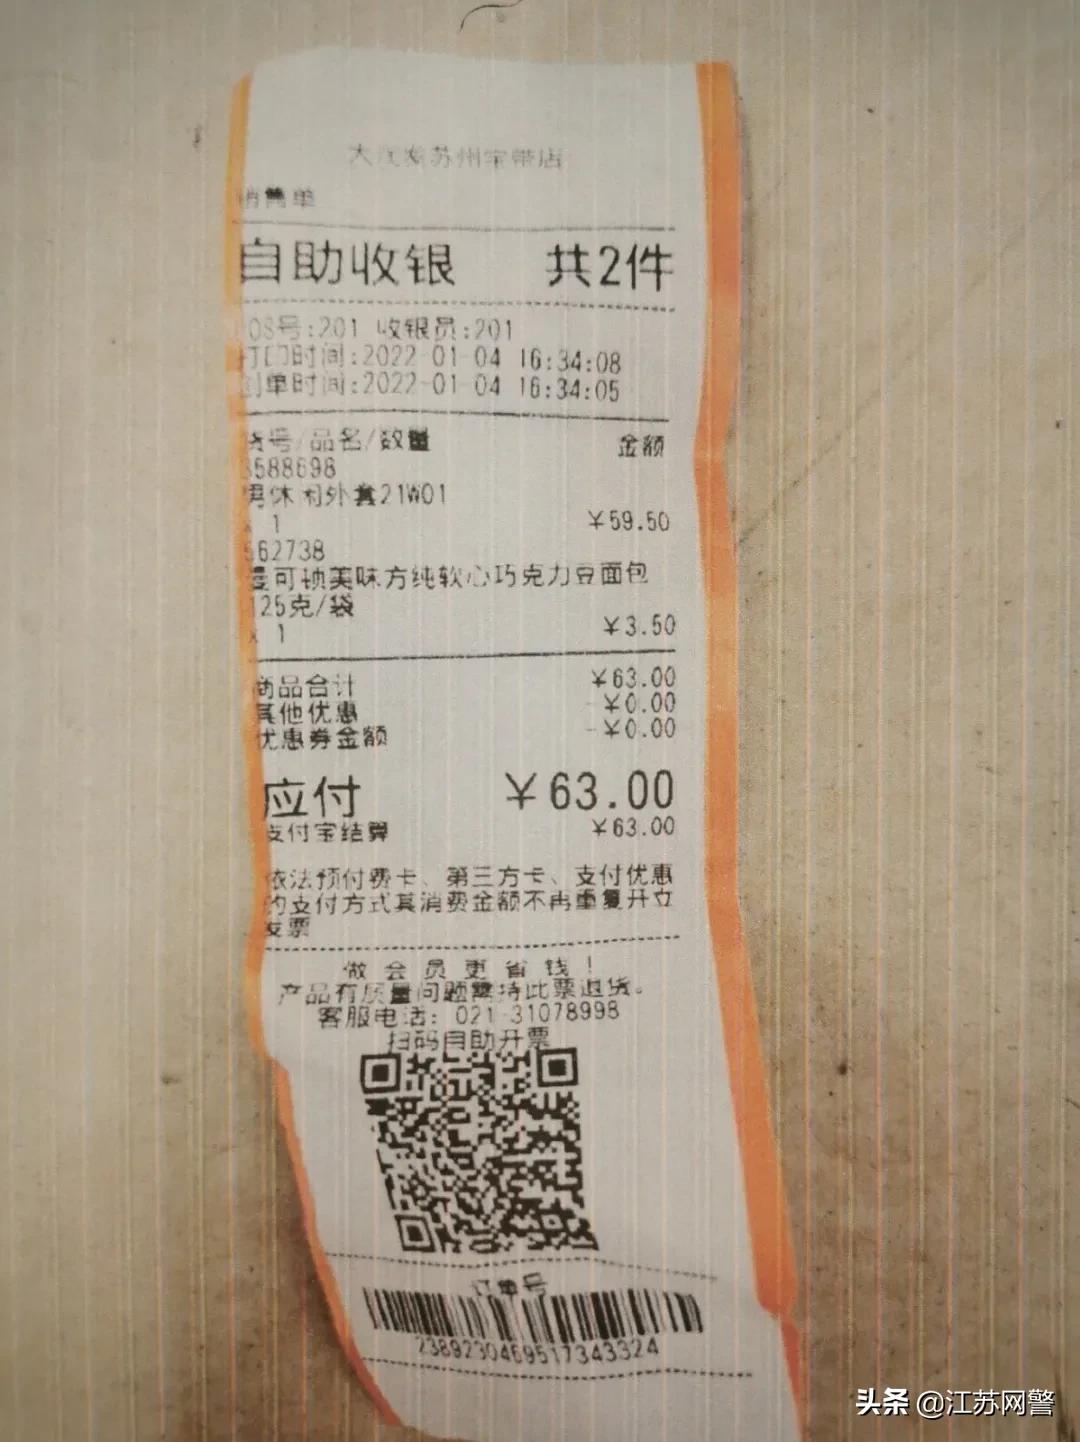 大润发苏州宝带店
销售单
自助收银 共2件
POS号:201 收银员:201
打印时间:2022-01-04 16:34:08
创单时间:2022-01-04 16:34:05
货号/品名/数量 金额
3588698
男休闲外套21W01
x 1 ¥59.50
562738
曼可顿美味方纯软心巧克力豆面包
125克/袋
x 1 ¥3.50
商品合计 ¥63.00
其他优惠 -¥0.00
优惠券金额 -¥0.00
应付 ¥63.00
支付宝结算 ¥63.00
依法预付费卡、第三方卡、支付优惠
的支付方式其消费金额不再重复开立
发票
做会员更省钱!
产品有质量问题需持此票退货。
客服电话: 021-31078998
扫码自助开票
订单号
2389230469517343324
头条 @江苏网警